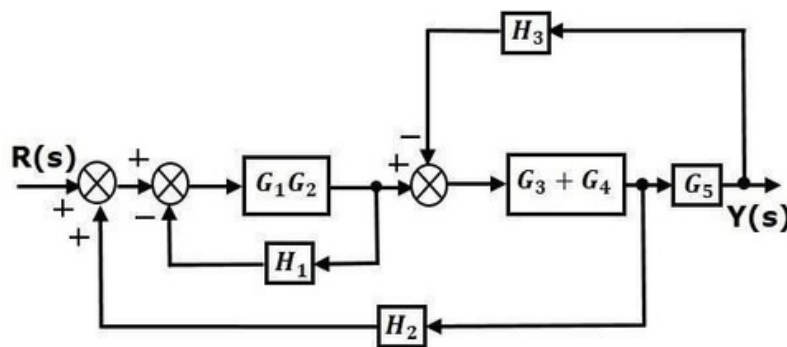 H₃
R(s) + + + − G₁G₂ + − G₃ + G₄ G₅ Y(s)
H₁
H₂